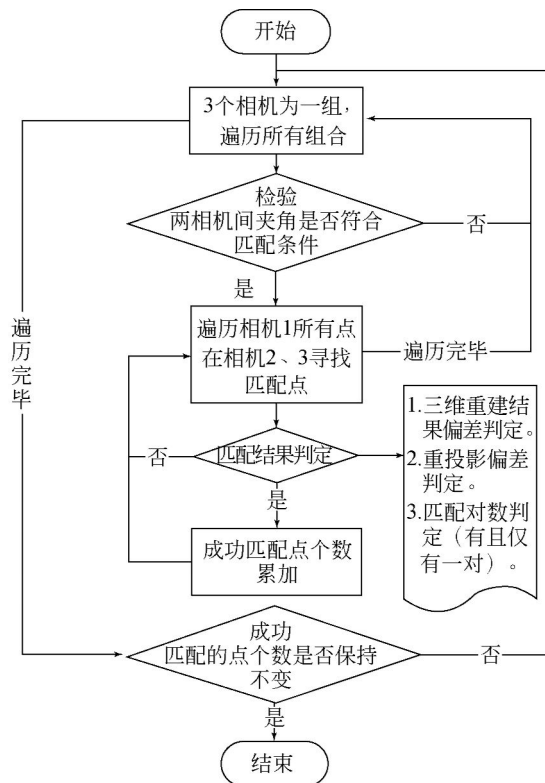 开始
3个相机为一组，
遍历所有组合
检验
两相机间夹角是否符合
匹配条件
否
是
遍历相机1所有点
在相机2、3寻找
匹配点
遍历完毕
遍历完毕
1.三维重建结
果偏差判定。
2.重投影偏差
判定。
3.匹配对数判
定（有且仅
有一对）。
否
匹配结果判定
是
成功匹配点个数
累加
成功
匹配的点个数是否保持
不变
否
是
结束